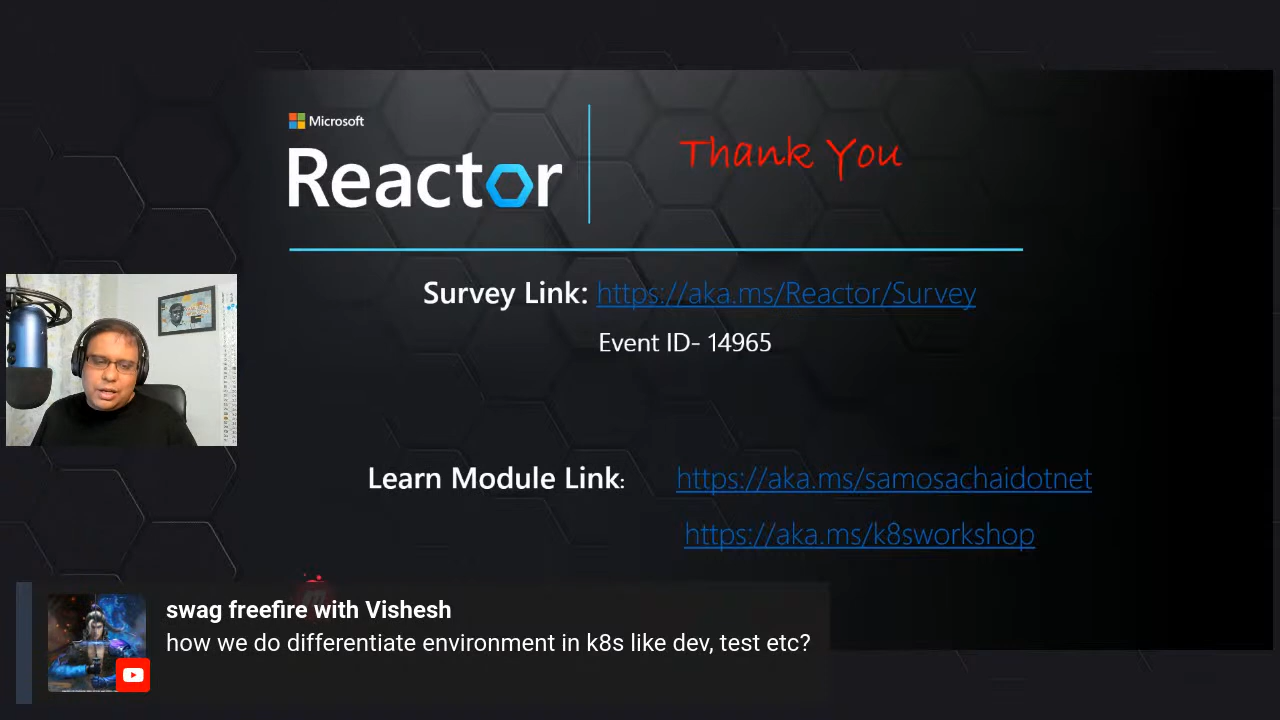 Microsoft
Reactor
Thank You
Survey Link: https://aka.ms/Reactor/Survey
Event ID- 14965
Learn Module Link: https://aka.ms/samosachaidotnet
https://aka.ms/k8sworkshop
swag freefire with Vishesh
how we do differentiate environment in k8s like dev, test etc?